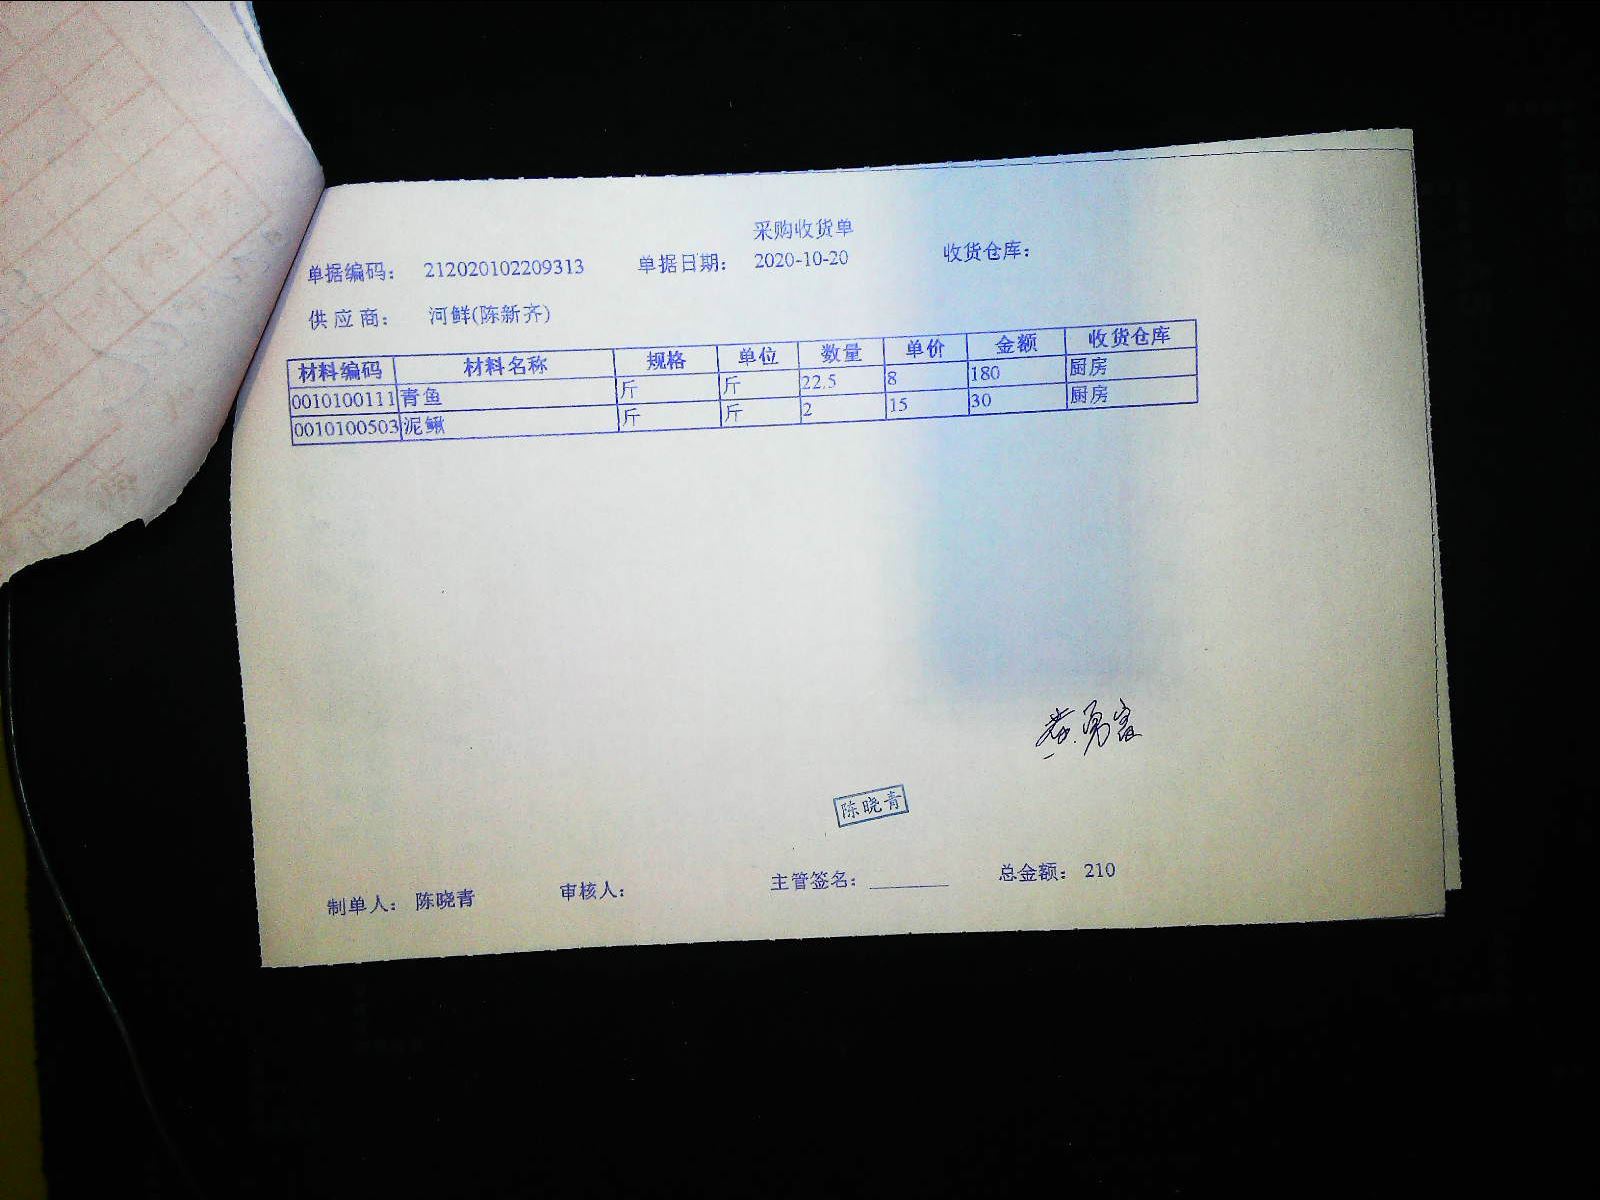 采购收货单
单据编码： 212020102209313 单据日期： 2020-10-20 收货仓库：
供应商： 河鲜(陈新齐)
材料编码 材料名称 规格 单位 数量 单价 金额 收货仓库
0010100111 青鱼 斤 斤 22.5 8 180 厨房
0010100503 泥鳅 斤 斤 2 15 30 厨房
陈晓青
制单人： 陈晓青 审核人： 主管签名： 总金额： 210